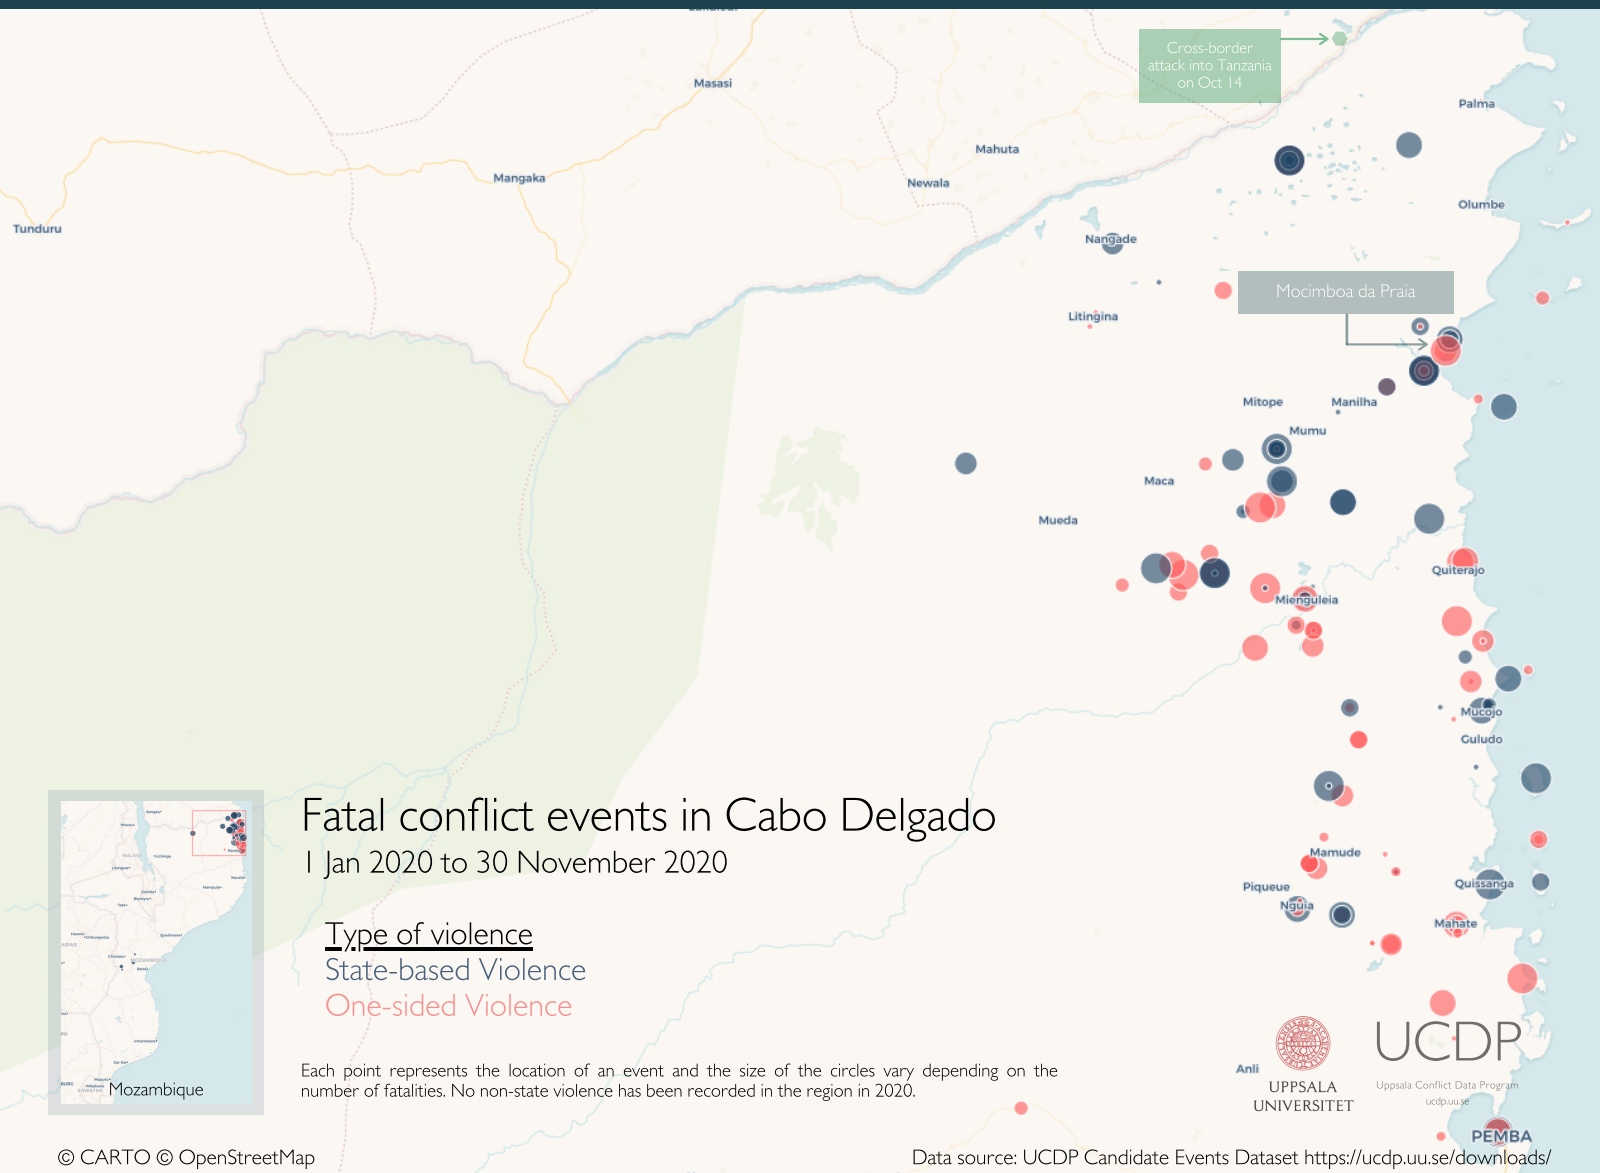 Cross-border
attack into Tanzania
on Oct 14
Masasi
Palma
Mahuta
Mangaka
Newala
Olumbe
Tunduru
Nangade
Mocimboa da Praia
Litingina
Mitope
Manilha
Mumu
Maca
Mueda
Quiterajo
Mienguleia
Mucojo
Guludo
Fatal conflict events in Cabo Delgado
1 Jan 2020 to 30 November 2020
Mamude
Piqueue
Quissanga
Nguia
Mahate
Type of violence
State-based Violence
One-sided Violence
Each point represents the location of an event and the size of the circles vary depending on the
number of fatalities. No non-state violence has been recorded in the region in 2020.
Mozambique
Anli
UPPSALA
UNIVERSITET
UCDP
Uppsala Conflict Data Program
ucdp.uu.se
PEMBA
© CARTO © OpenStreetMap
Data source: UCDP Candidate Events Dataset https://ucdp.uu.se/downloads/